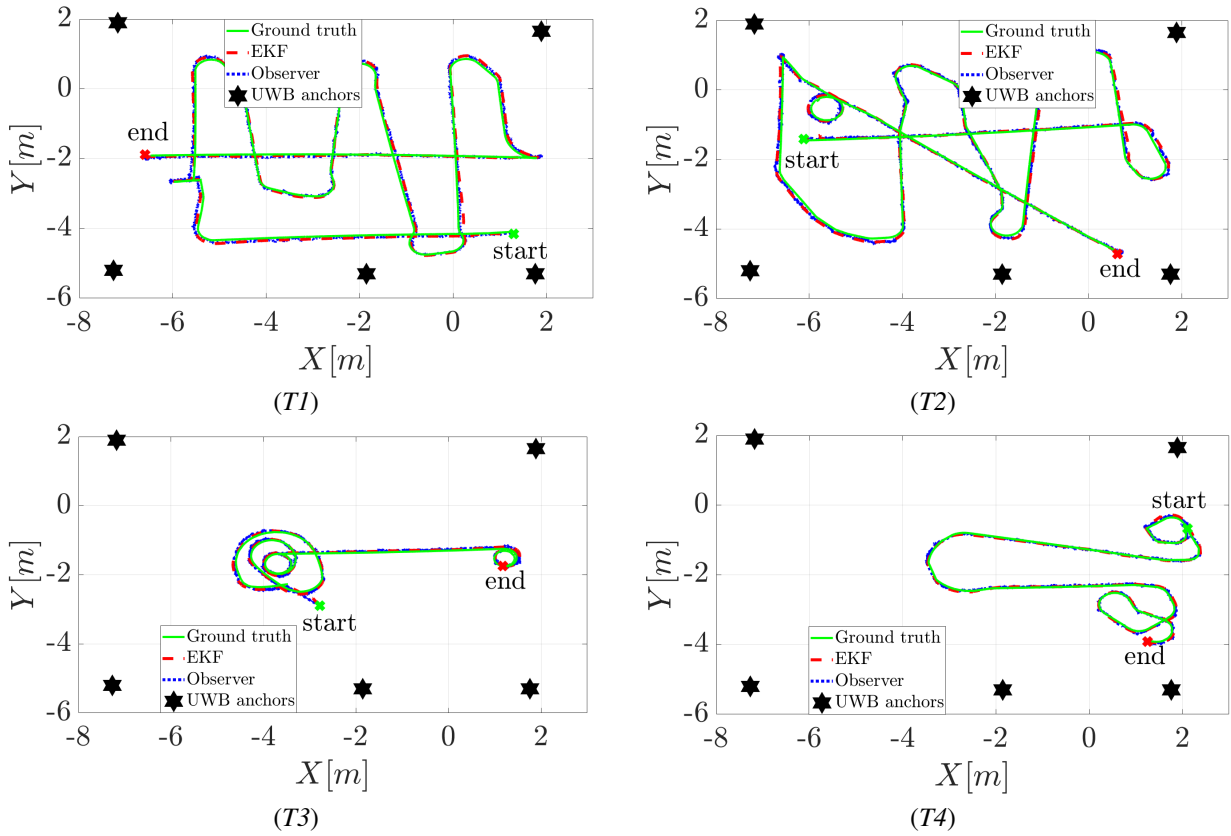 2
0
-2
-4
-6
Y[m]
-8
-6
-4
-2
0
2
X[m]
Ground truth
EKF
Observer
UWB anchors
end
start
(T1)
2
0
-2
-4
-6
Y[m]
-8
-6
-4
-2
0
2
X[m]
Ground truth
EKF
Observer
UWB anchors
start
end
(T2)
2
0
-2
-4
-6
Y[m]
-8
-6
-4
-2
0
2
X[m]
end
start
Ground truth
EKF
Observer
UWB anchors
(T3)
2
0
-2
-4
-6
Y[m]
-8
-6
-4
-2
0
2
X[m]
start
end
Ground truth
EKF
Observer
UWB anchors
(T4)